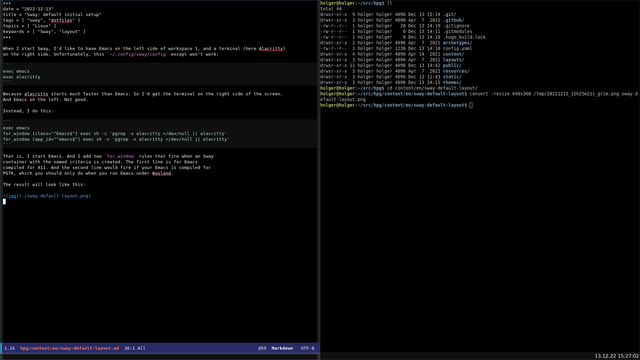 +++
date = "2022-12-13"
title = "Sway: default initial setup"
tags = [ "sway", "dotfiles" ]
topics = [ "Linux" ]
keywords = [ "Sway", "layout" ]
+++
When I start Sway, I'd like to have Emacs on the left side of workspace 1, and a terminal (here Alacritty)
on the right side. Unfortunately, this `~/.config/sway/config` except won't work:
```
exec emacs
exec alacritty
```
Because alacritty starts much faster than Emacs. So I'd get the terminal on the right side of the screen.
And Emacs on the left. Not good.
Instead, I do this:
```
exec emacs
for_window [class="^Emacs$"] exec sh -c 'pgrep -x alacritty >/dev/null || alacritty'
for_window [app_id="^emacs$"] exec sh -c 'pgrep -x alacritty >/dev/null || alacritty'
```
That is, I start Emacs. And I add two `for_window` rules that fire when an Sway
container with the named criteria is created. The first line is for Emacs
compiled for X11. And the second line would fire if your Emacs is compiled for
PGTK, which you should only do when you run Emacs under Wayland.
The result will look like this:
![img](./sway-default-layout.png)
1.1k hpg/content/en/sway-default-layout.md 36:1 All @50 Markdown UTF-8
holger@holger:~/src/hpg$ ll
total 44
drwxr-xr-x 9 holger holger 4096 Dec 13 15:14 .git/
drwxr-xr-x 3 holger holger 4096 Apr 7 2021 .github/
-rw-r--r-- 1 holger holger 28 Dec 13 14:19 .gitignore
-rw-r--r-- 1 holger holger 0 Dec 13 14:11 .gitmodules
-rw-r--r-- 1 holger holger 0 Dec 13 14:18 .hugo_build.lock
drwxr-xr-x 2 holger holger 4096 Apr 7 2021 archetypes/
-rw-r--r-- 1 holger holger 1236 Dec 13 14:19 config.yaml
drwxr-xr-x 4 holger holger 4096 Apr 14 2021 content/
drwxr-xr-x 4 holger holger 4096 Apr 7 2021 layouts/
drwxr-xr-x 11 holger holger 4096 Dec 13 14:42 public/
drwxr-xr-x 3 holger holger 4096 Apr 7 2021 resources/
drwxr-xr-x 2 holger holger 4096 Dec 13 12:43 static/
drwxr-xr-x 3 holger holger 4096 Dec 13 14:11 themes/
holger@holger:~/src/hpg$ cd content/en/sway-default-layout/
holger@holger:~/src/hpg/content/en/sway-default-layout$ convert -resize 640x360 /tmp/20221213_15h25m21s_grim.png sway-de
fault-layout.png
holger@holger:~/src/hpg/content/en/sway-default-layout$
13.12.22 15:27:02